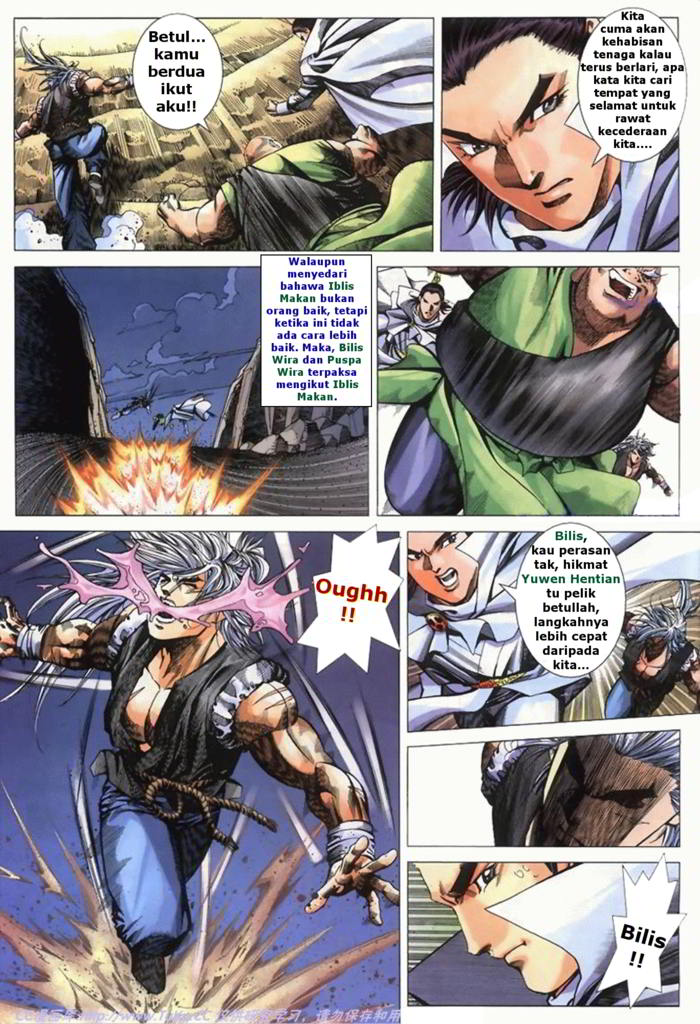 Betul...
kamu
berdua
ikut
aku!!
Kita
cuma akan
kehabisan
tenaga kalau
terus berlari, apa
kata kita cari
tempat yang
selamat untuk
rawat
kecederaan
kita....
Walaupun
menyedari
bahawa Iblis
Makan bukan
orang baik, tetapi
ketika ini tidak
ada cara lebih
baik. Maka, Bilis
Wira dan Puspa
Wira terpaksa
mengikut Iblis
Makan.
Oughh
!!
Bilis,
kau perasan
tak, hikmat
Yuwen Hentian
tu pelik
betullah,
langkahnya
lebih cepat
daripada
kita...
Bilis
!!